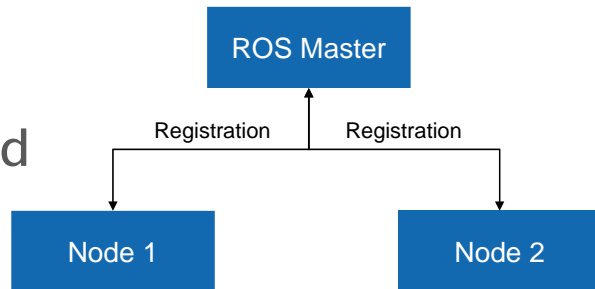 ROS Master
Registration Registration
d
Node 1 Node 2